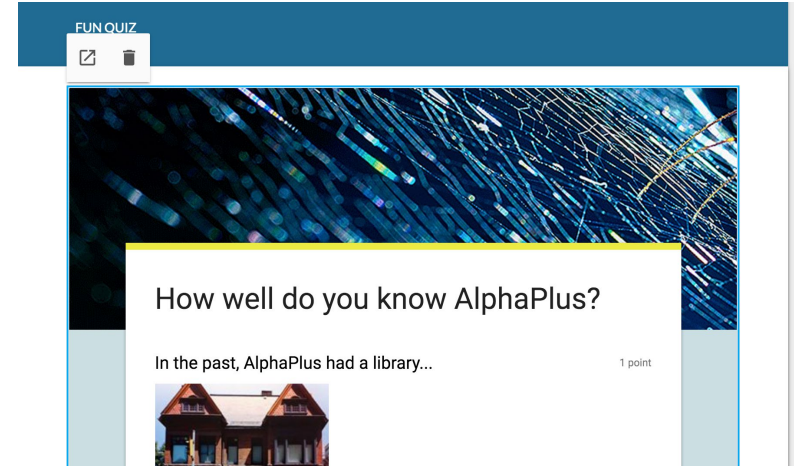 FUN QUIZ
How well do you know AlphaPlus?
In the past, AlphaPlus had a library...
1 point